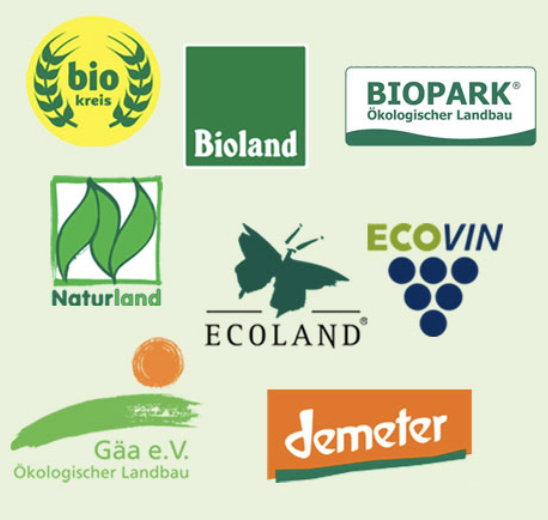 bio
kreis
Bioland
BIOPARK®
Ökologischer Landbau
Naturland
ECOLAND®
ECOVIN
Gäa e.V.
Ökologischer Landbau
demeter